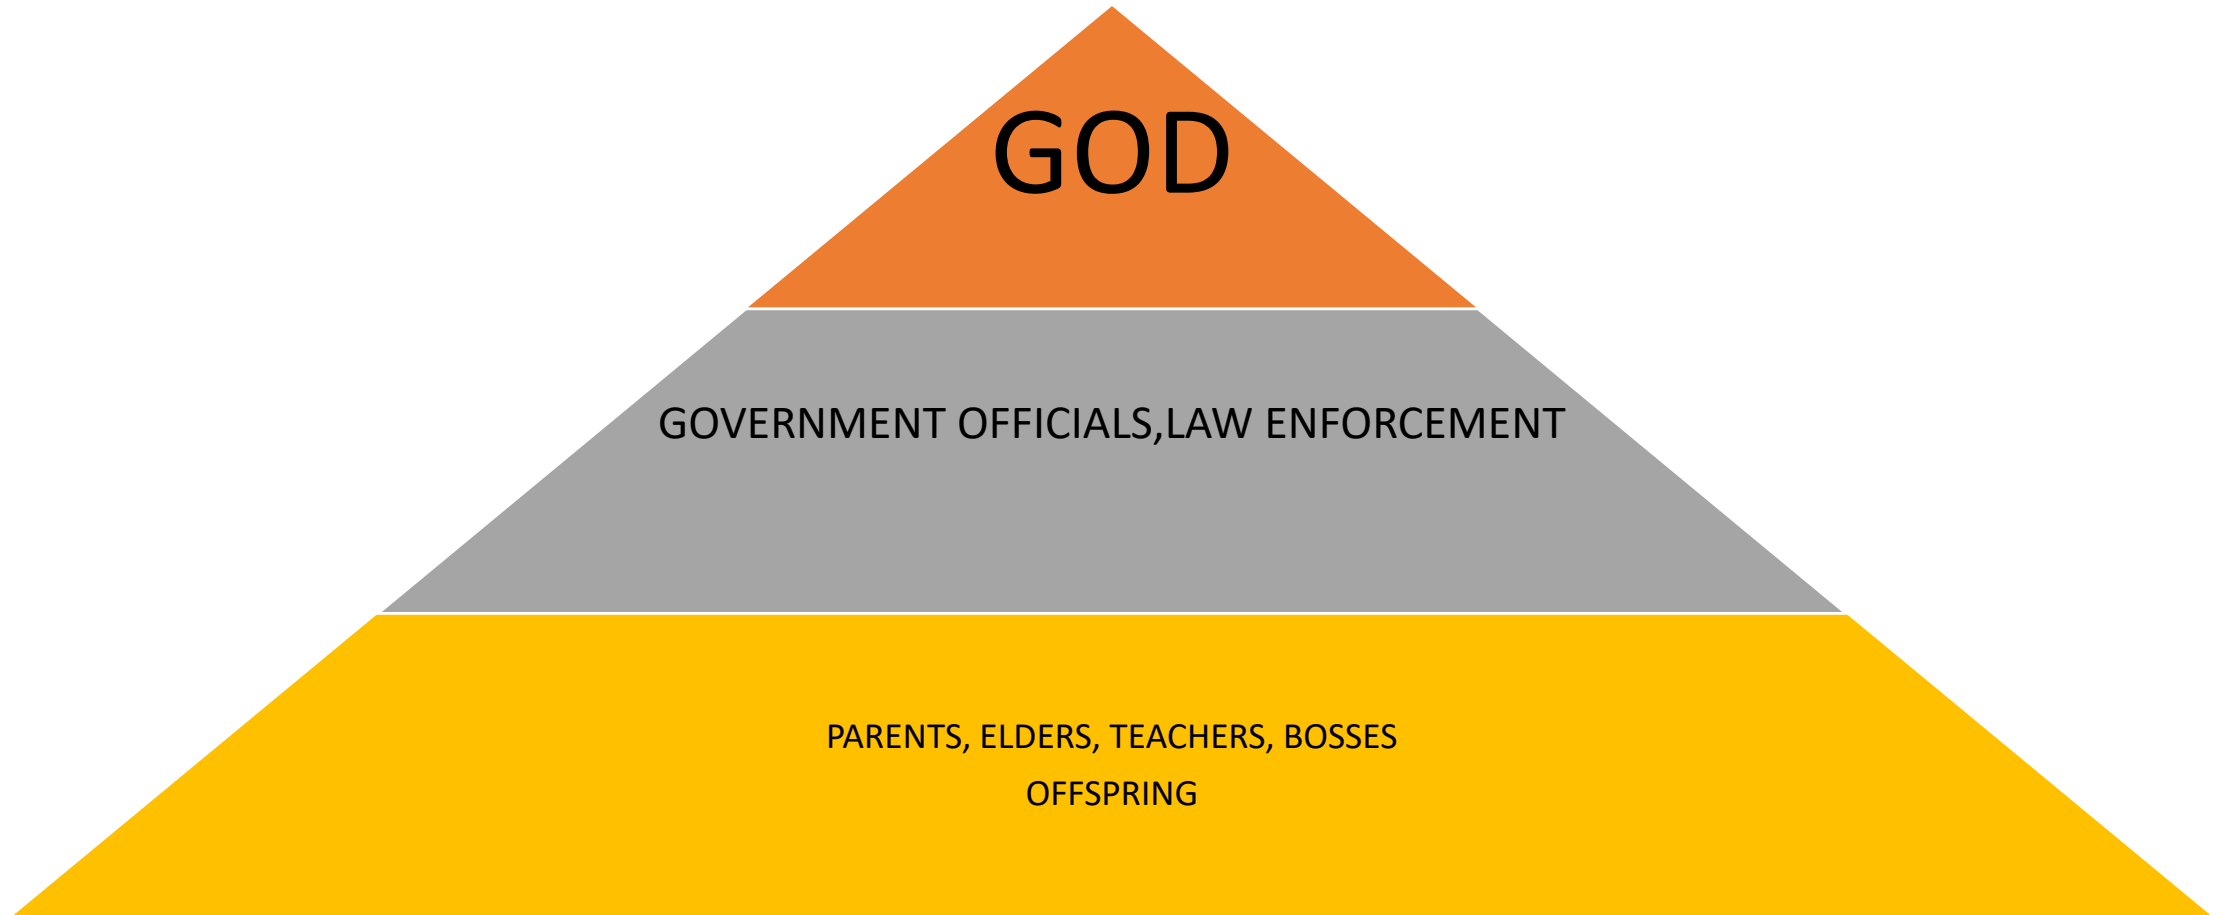 GOD
GOVERNMENT OFFICIALS,LAW ENFORCEMENT
PARENTS, ELDERS, TEACHERS, BOSSES
OFFSPRING